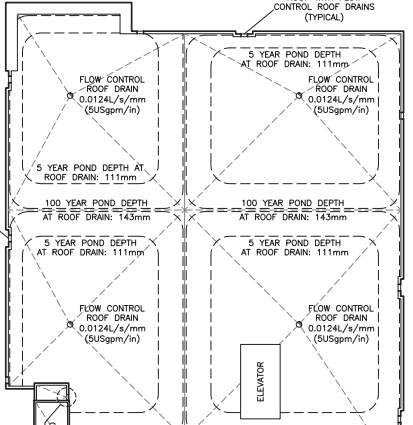 CONTROL ROOF DRAINS
(TYPICAL)
5 YEAR POND DEPTH
AT ROOF DRAIN: 111mm
FLOW CONTROL
ROOF DRAIN
0.0124L/s/mm
(5USgpm/in)
FLOW CONTROL
ROOF DRAIN
0.0124L/s/mm
(5USgpm/in)
5 YEAR POND DEPTH AT
ROOF DRAIN: 111mm
100 YEAR POND DEPTH
AT ROOF DRAIN: 143mm
100 YEAR POND DEPTH
AT ROOF DRAIN: 143mm
5 YEAR POND DEPTH
AT ROOF DRAIN: 111mm
5 YEAR POND DEPTH
AT ROOF DRAIN: 111mm
FLOW CONTROL
ROOF DRAIN
0.0124L/s/mm
(5USgpm/in)
FLOW CONTROL
ROOF DRAIN
0.0124L/s/mm
(5USgpm/in)
ELEVATOR